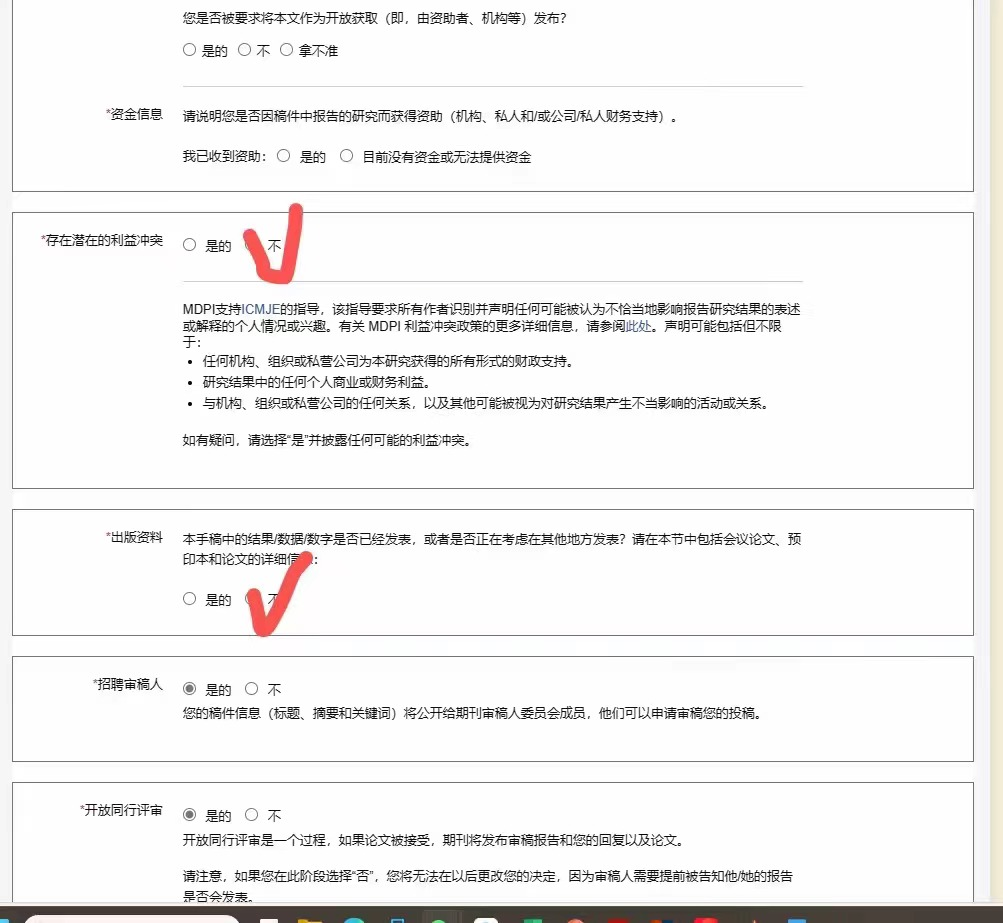 您是否被要求将本文作为开放获取（即，由资助者、机构等）发布？
是的 不 拿不准
*资金信息 请说明您是否因稿件中报告的研究而获得资助（机构、私人和/或公司/私人财务支持）。
我已收到资助： 是的 目前没有资金或无法提供资金
*存在潜在的利益冲突 是的 不
MDPI支持ICMJE的指导，该指导要求所有作者识别并声明任何可能被认为不恰当地影响报告研究结果的表述
或解释的个人情况或兴趣。有关 MDPI 利益冲突政策的更多详细信息，请参阅此处。声明可能包括但不限
于：
• 任何机构、组织或私营公司为本研究获得的所有形式的财政支持。
• 研究结果中的任何个人商业或财务利益。
• 与机构、组织或私营公司的任何关系，以及其他可能被视为对研究结果产生不当影响的活动或关系。
如有疑问，请选择“是”并披露任何可能的利益冲突。
*出版资料 本手稿中的结果/数据/数字是否已经发表，或者是否正在考虑在其他地方发表？请在本节中包括会议论文、预
印本和论文的详细信息：
是的 不
*招聘审稿人 是的 不
您的稿件信息（标题、摘要和关键词）将公开给期刊审稿人委员会成员，他们可以申请审稿您的投稿。
*开放同行评审 是的 不
开放同行评审是一个过程，如果论文被接受，期刊将发布审稿报告和您的回复以及论文。
请注意，如果您在此阶段选择“否”，您将无法在以后更改您的决定，因为审稿人需要提前被告知他/她的报告
是否会发表。